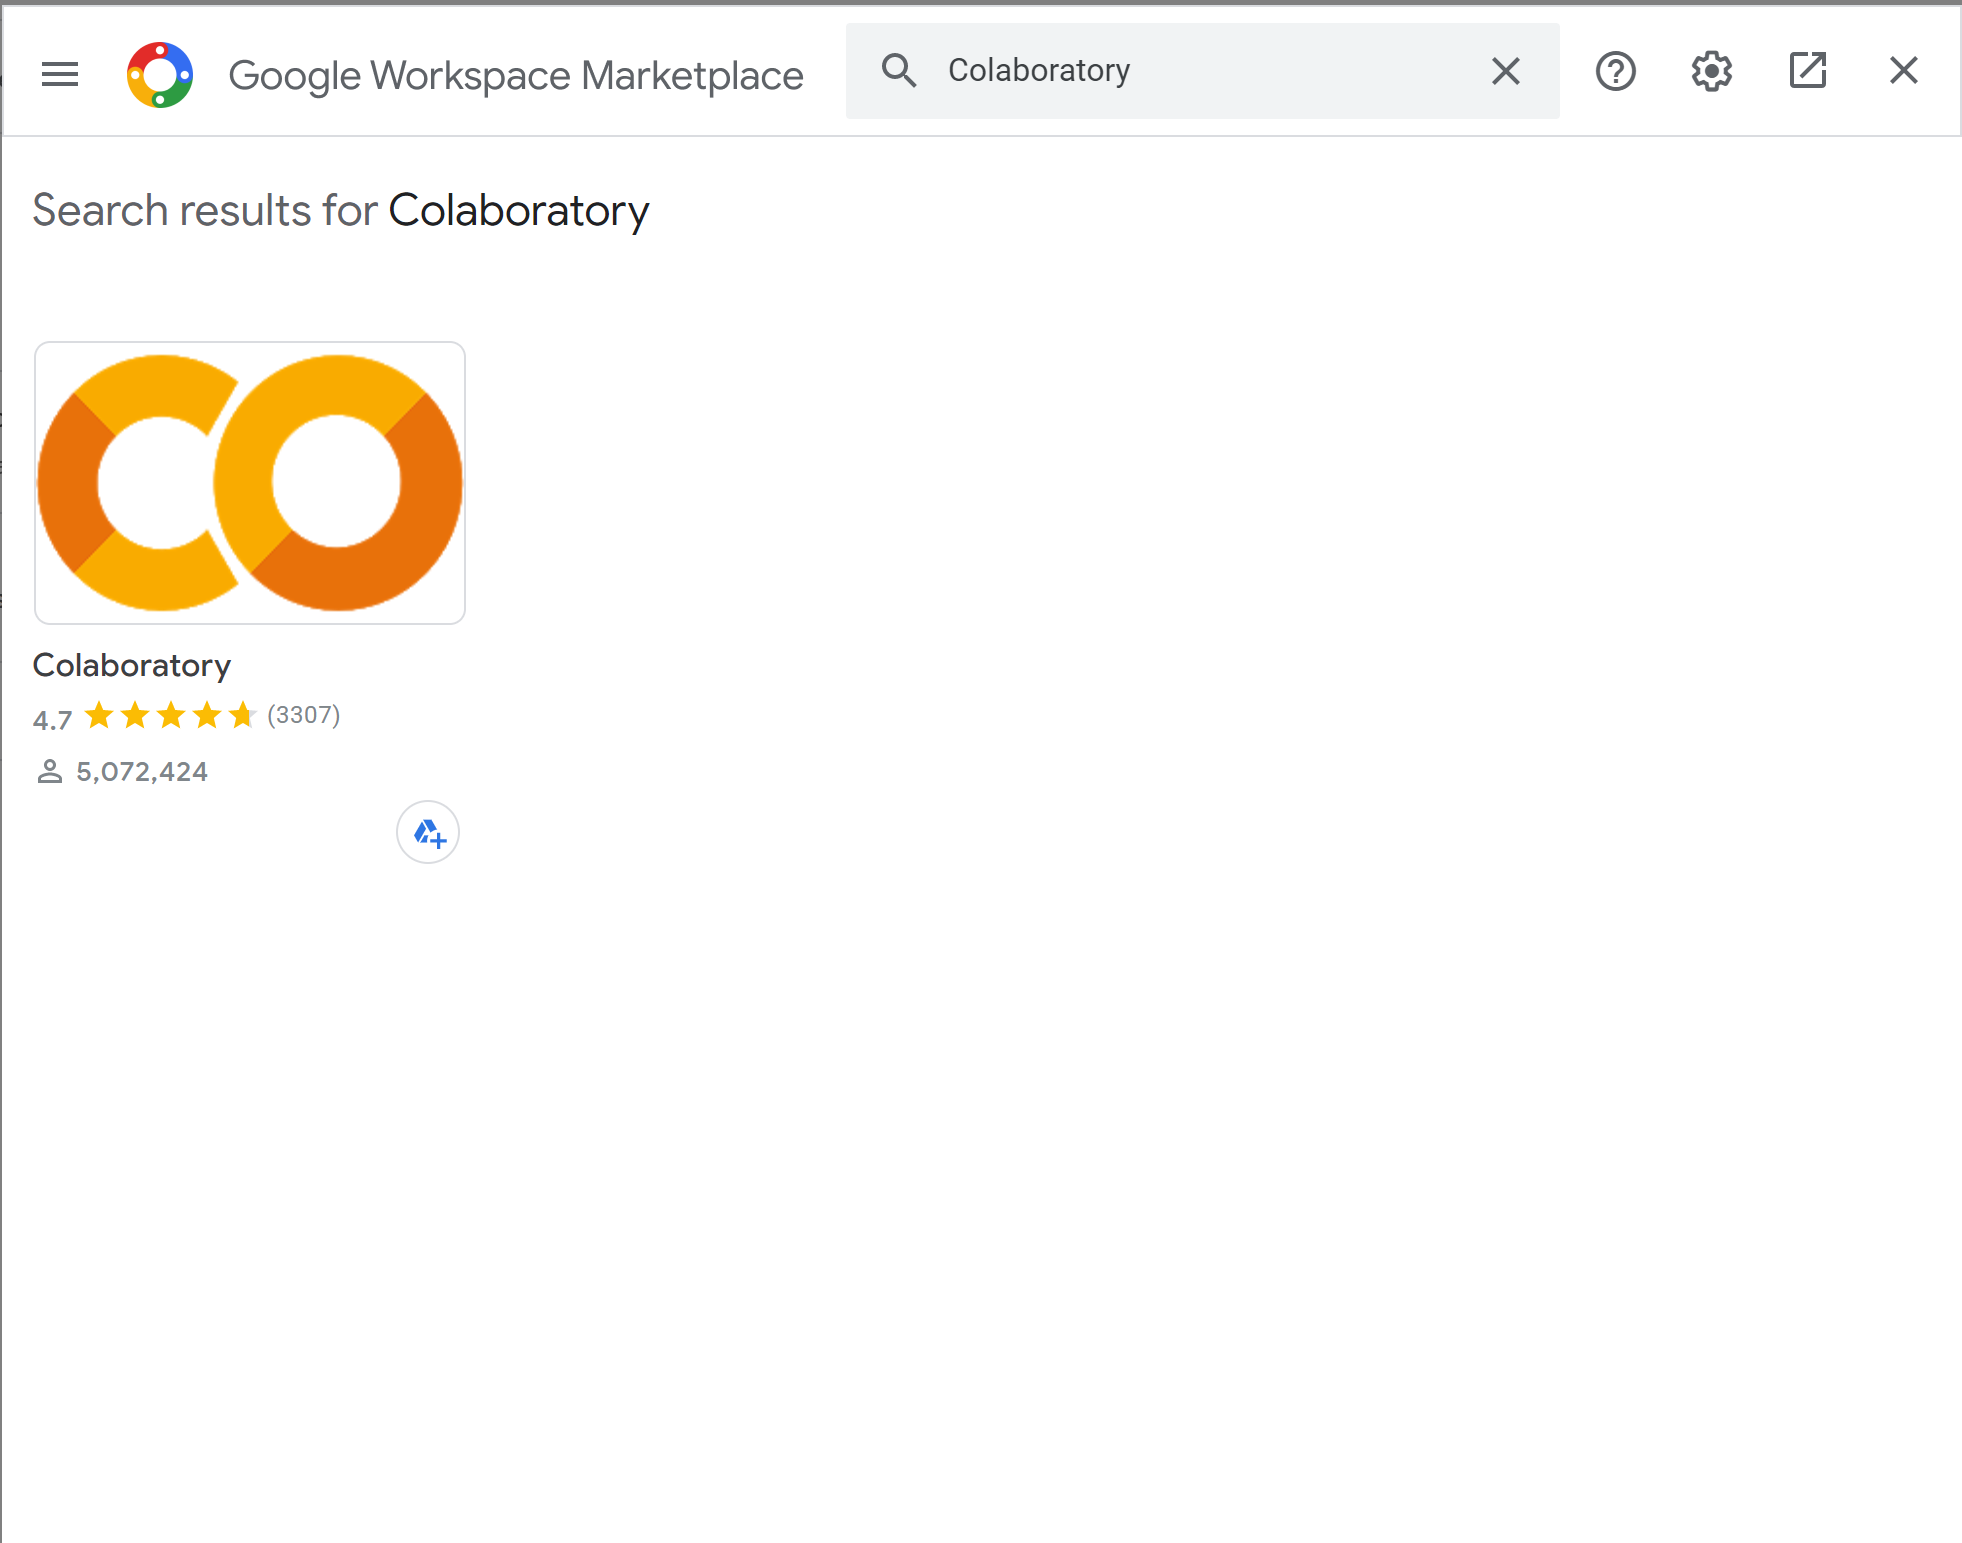 Google Workspace Marketplace
Colaboratory
Search results for Colaboratory
Colaboratory
4.7 (3307)
5,072,424